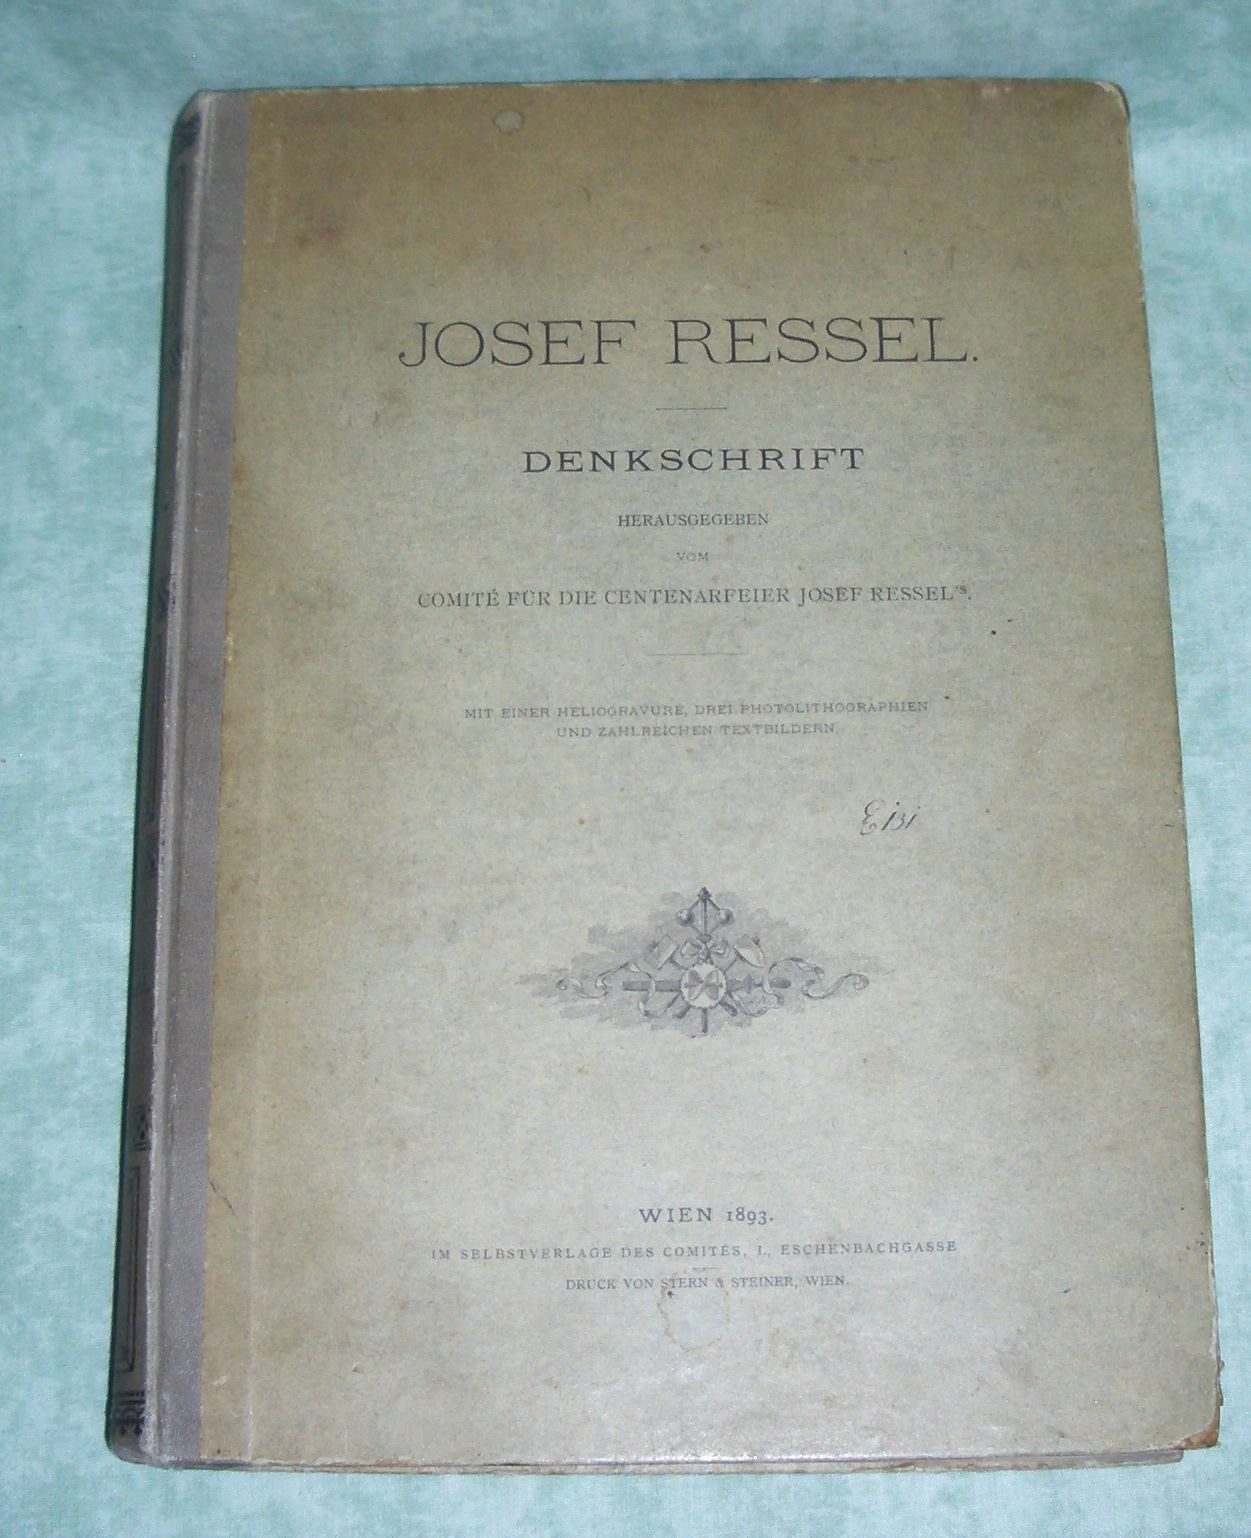 JOSEF RESSEL.
DENKSCHRIFT
HERAUSGEGEBEN
VOM
COMITÉ FÜR DIE CENTENARFEIER JOSEF RESSEL'S.
MIT EINER HELIOGRAVURE, DREI PHOTOLITHOGRAPHIEN
UND ZAHLREICHEN TEXTBILDERN.
WIEN 1893.
IM SELBSTVERLAGE DES COMITÉS, I., ESCHENBACHGASSE
DRUCK VON STERN & STEINER, WIEN.